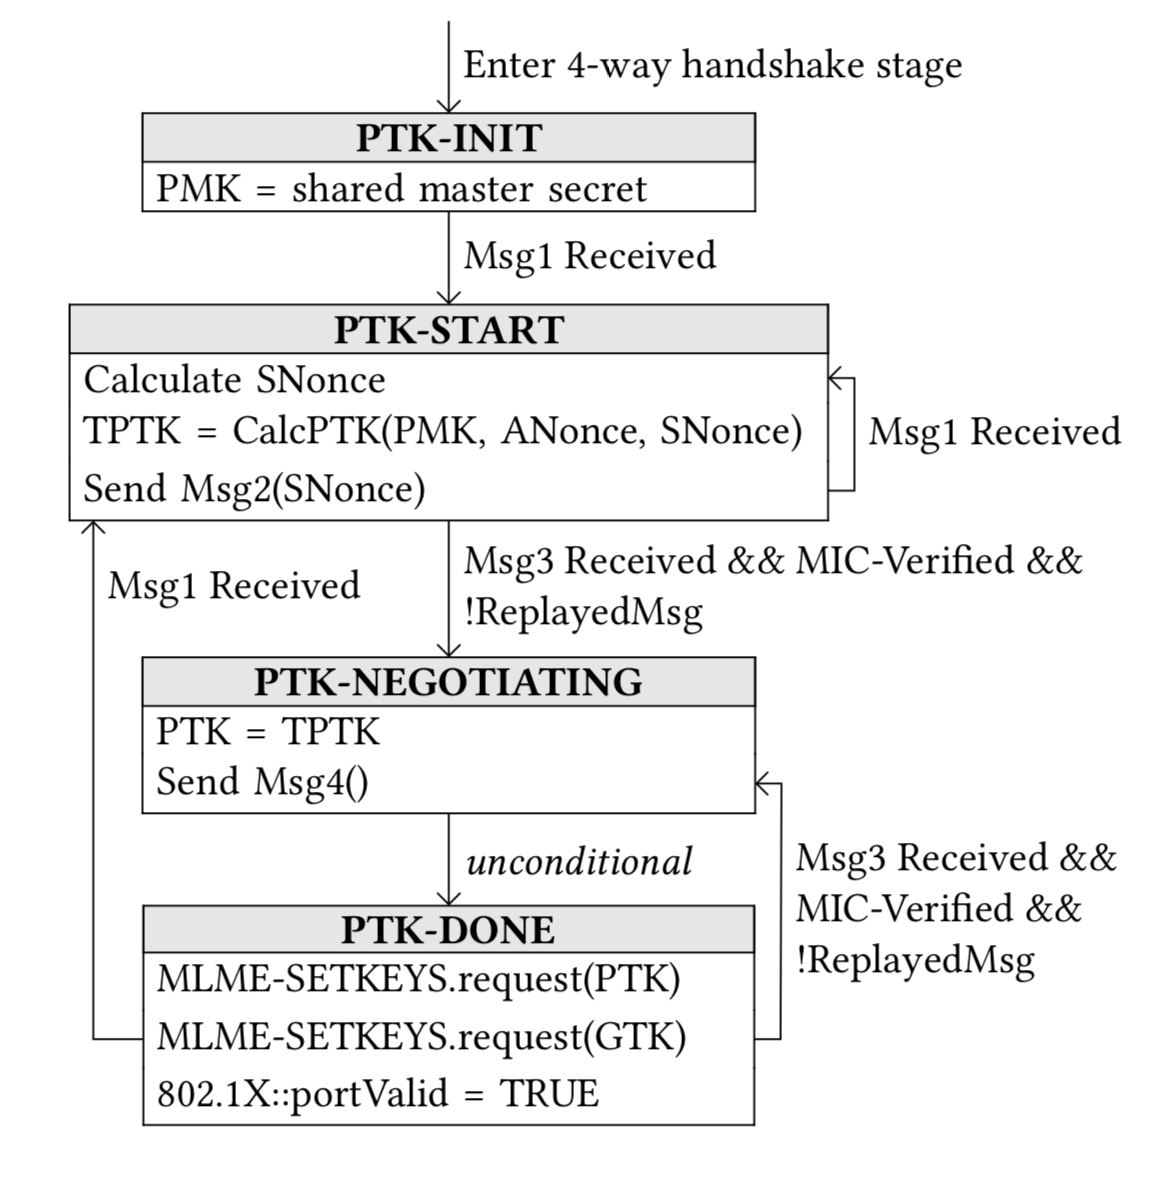 Enter 4-way handshake stage
PTK-INIT
PMK = shared master secret
Msg1 Received
PTK-START
Calculate SNonce
TPTK = CalcPTK(PMK, ANonce, SNonce)
Send Msg2(SNonce)
Msg1 Received
Msg1 Received
Msg3 Received && MIC-Verified &&
!ReplayedMsg
PTK-NEGOTIATING
PTK = TPTK
Send Msg4()
unconditional
Msg3 Received &&
MIC-Verified &&
!ReplayedMsg
PTK-DONE
MLME-SETKEYS.request(PTK)
MLME-SETKEYS.request(GTK)
802.1X::portValid = TRUE